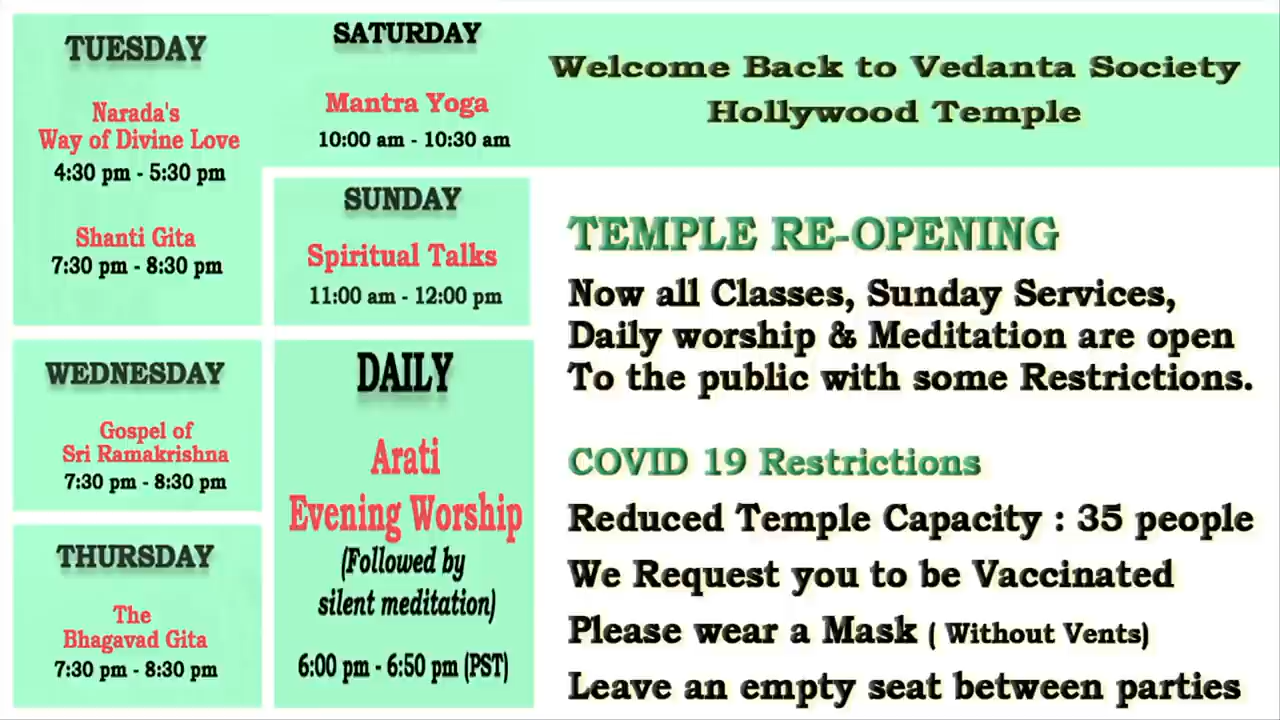 TUESDAY
Narada's
Way of Divine Love
4:30 pm - 5:30 pm
Shanti Gita
7:30 pm - 8:30 pm
WEDNESDAY
Gospel of
Sri Ramakrishna
7:30 pm - 8:30 pm
THURSDAY
The
Bhagavad Gita
7:30 pm - 8:30 pm
SATURDAY
Mantra Yoga
10:00 am - 10:30 am
SUNDAY
Spiritual Talks
11:00 am - 12:00 pm
DAILY
Arati
Evening Worship
(Followed by
silent meditation)
6:00 pm - 6:50 pm (PST)
Welcome Back to Vedanta Society
Hollywood Temple
TEMPLE RE-OPENING
Now all Classes, Sunday Services,
Daily worship & Meditation are open
To the public with some Restrictions.
COVID 19 Restrictions
Reduced Temple Capacity : 35 people
We Request you to be Vaccinated
Please wear a Mask ( Without Vents)
Leave an empty seat between parties